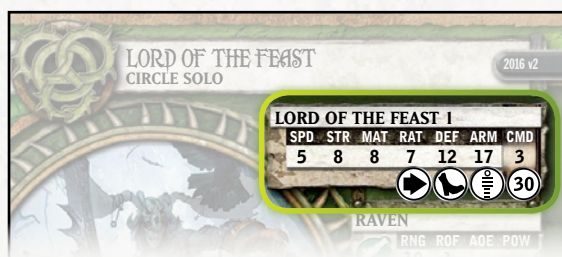 LORD OF THE FEAST
CIRCLE SOLO
2016 v2
LORD OF THE FEAST 1
SPD STR MAT RAT DEF ARM CMD
5 8 8 7 12 17 3
30
RAVEN
RNG ROF AOE POW